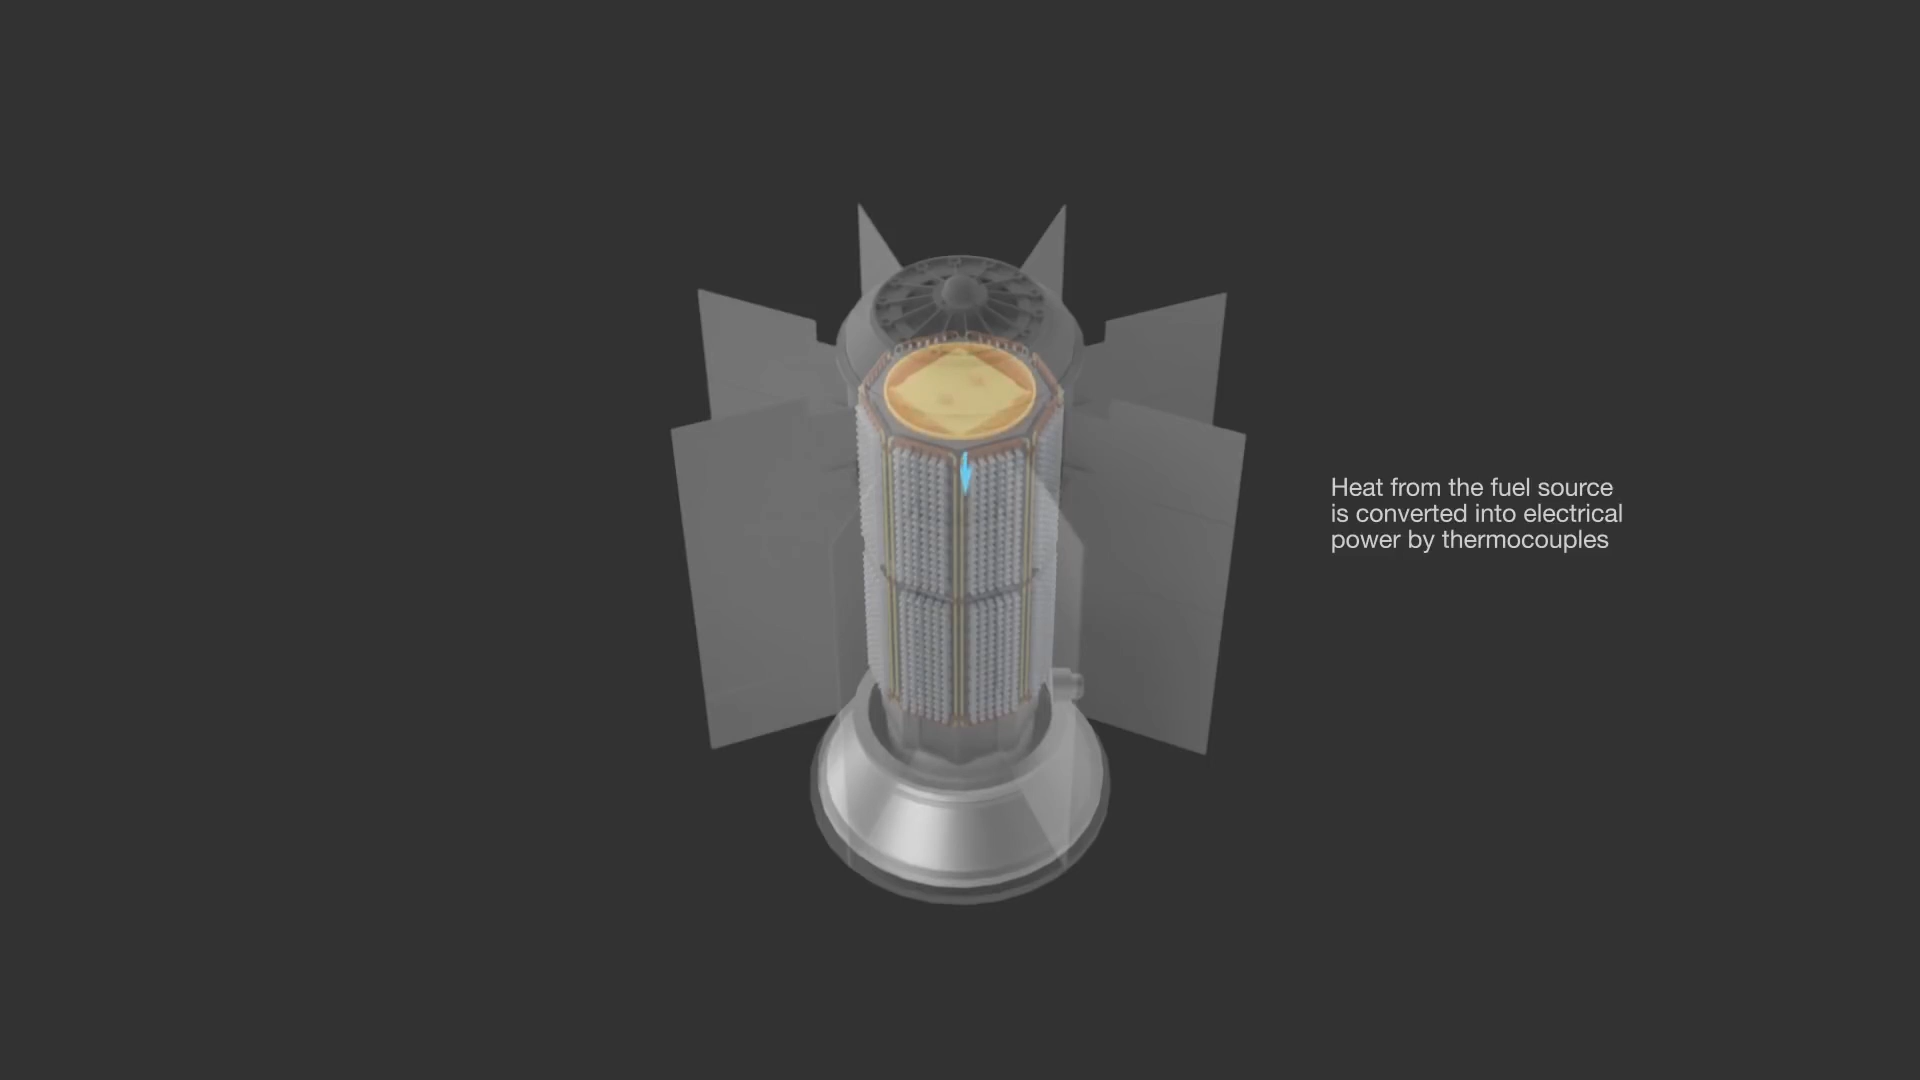 Heat from the fuel source
is converted into electrical
power by thermocouples